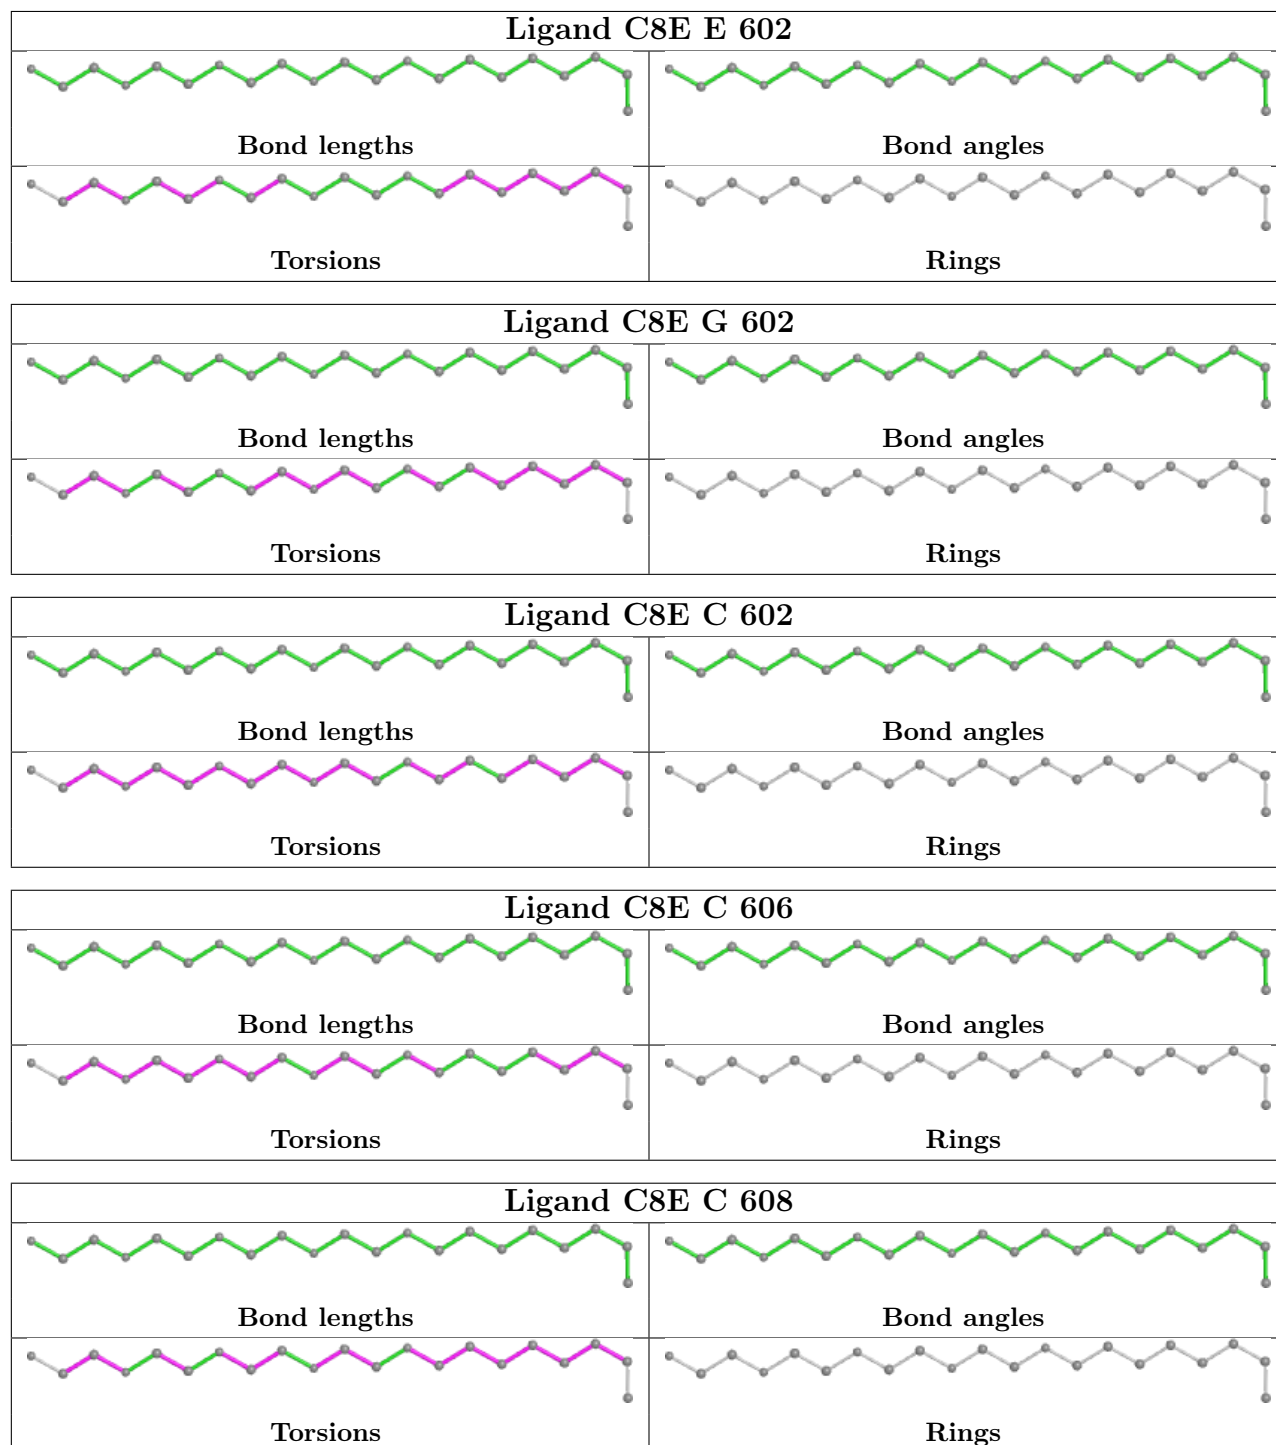 Ligand C8E E 602
Bond lengths
Bond angles
Torsions
Rings
Ligand C8E G 602
Bond lengths
Bond angles
Torsions
Rings
Ligand C8E C 602
Bond lengths
Bond angles
Torsions
Rings
Ligand C8E C 606
Bond lengths
Bond angles
Torsions
Rings
Ligand C8E C 608
Bond lengths
Bond angles
Torsions
Rings